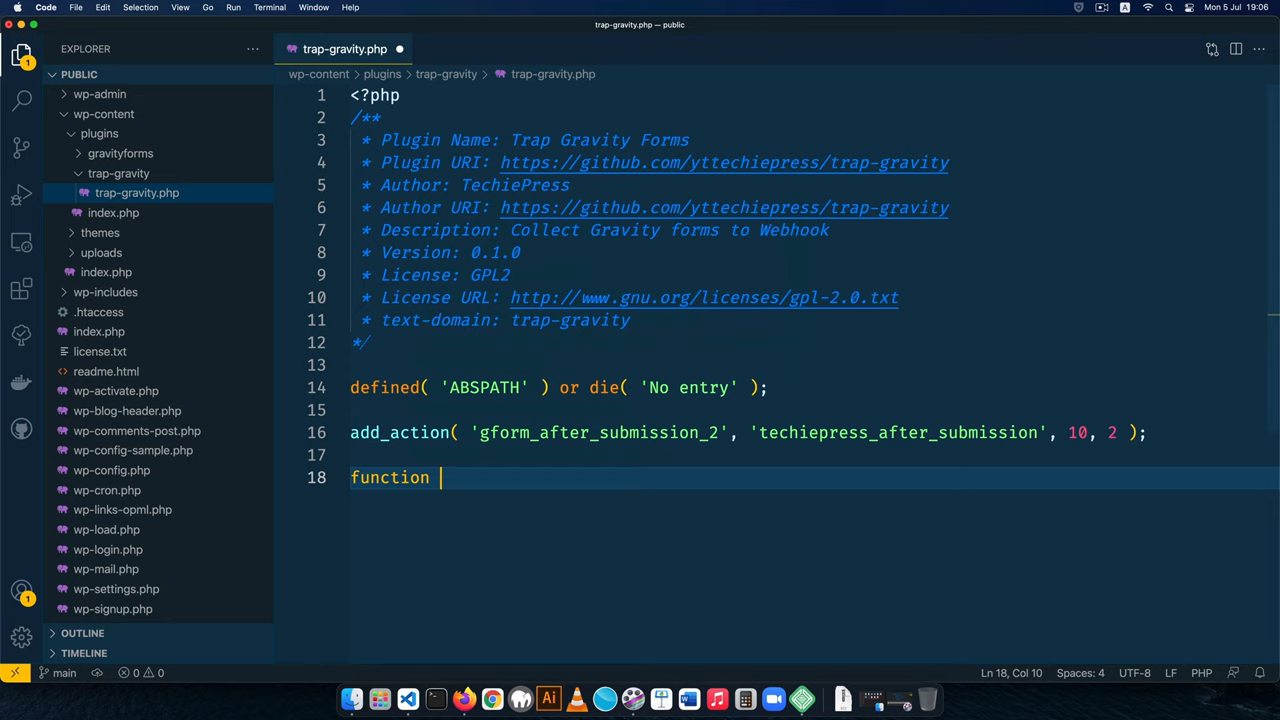 Code File Edit Selection View Go Run Terminal Window Help A Mon 5 Jul 19:06
trap-gravity.php — public
EXPLORER
trap-gravity.php
PUBLIC
wp-content > plugins > trap-gravity > trap-gravity.php
wp-admin
wp-content
plugins
gravityforms
trap-gravity
trap-gravity.php
index.php
themes
uploads
index.php
wp-includes
.htaccess
index.php
license.txt
readme.html
wp-activate.php
wp-blog-header.php
wp-comments-post.php
wp-config-sample.php
wp-config.php
wp-cron.php
wp-links-opml.php
wp-load.php
wp-login.php
wp-mail.php
wp-settings.php
wp-signup.php
OUTLINE
TIMELINE
1
1
1 <?php
2 /**
3 * Plugin Name: Trap Gravity Forms
4 * Plugin URI: https://github.com/yttechiepress/trap-gravity
5 * Author: TechiePress
6 * Author URI: https://github.com/yttechiepress/trap-gravity
7 * Description: Collect Gravity forms to Webhook
8 * Version: 0.1.0
9 * License: GPL2
10 * License URL: http://www.gnu.org/licenses/gpl-2.0.txt
11 * text-domain: trap-gravity
12 */
13
14 defined( 'ABSPATH' ) or die( 'No entry' );
15
16 add_action( 'gform_after_submission_2', 'techiepress_after_submission', 10, 2 );
17
18 function
main 0 0 Ln 18, Col 10 Spaces: 4 UTF-8 LF PHP
Ai